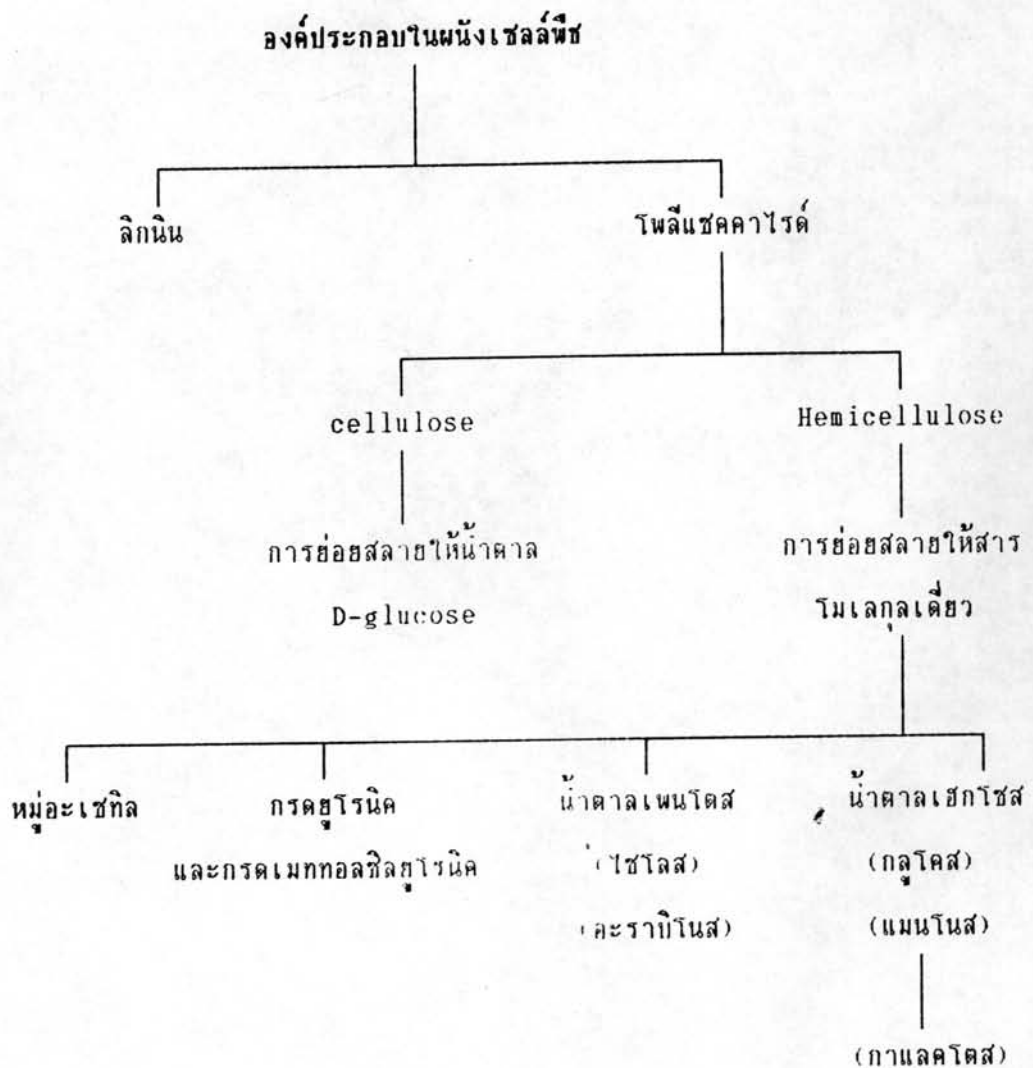 องค์ประกอบในผนังเซลล์พืช
ลิกนิน
โพลีแซคคาไรด์
cellulose
Hemicellulose
การย่อยสลายให้น้ำตาล
D-glucose
การย่อยสลายให้สาร
โมเลกุลเดี่ยว
หมู่อะเซทิล
กรดยูโรนิค
และกรดเมททอลซิลยูโรนิค
น้ำตาลเพนโตส
(ไซโลส)
(อะราบิโนส)
น้ำตาลเฮกโซส
(กลูโคส)
(แมนโนส)
(กาแลคโตส)